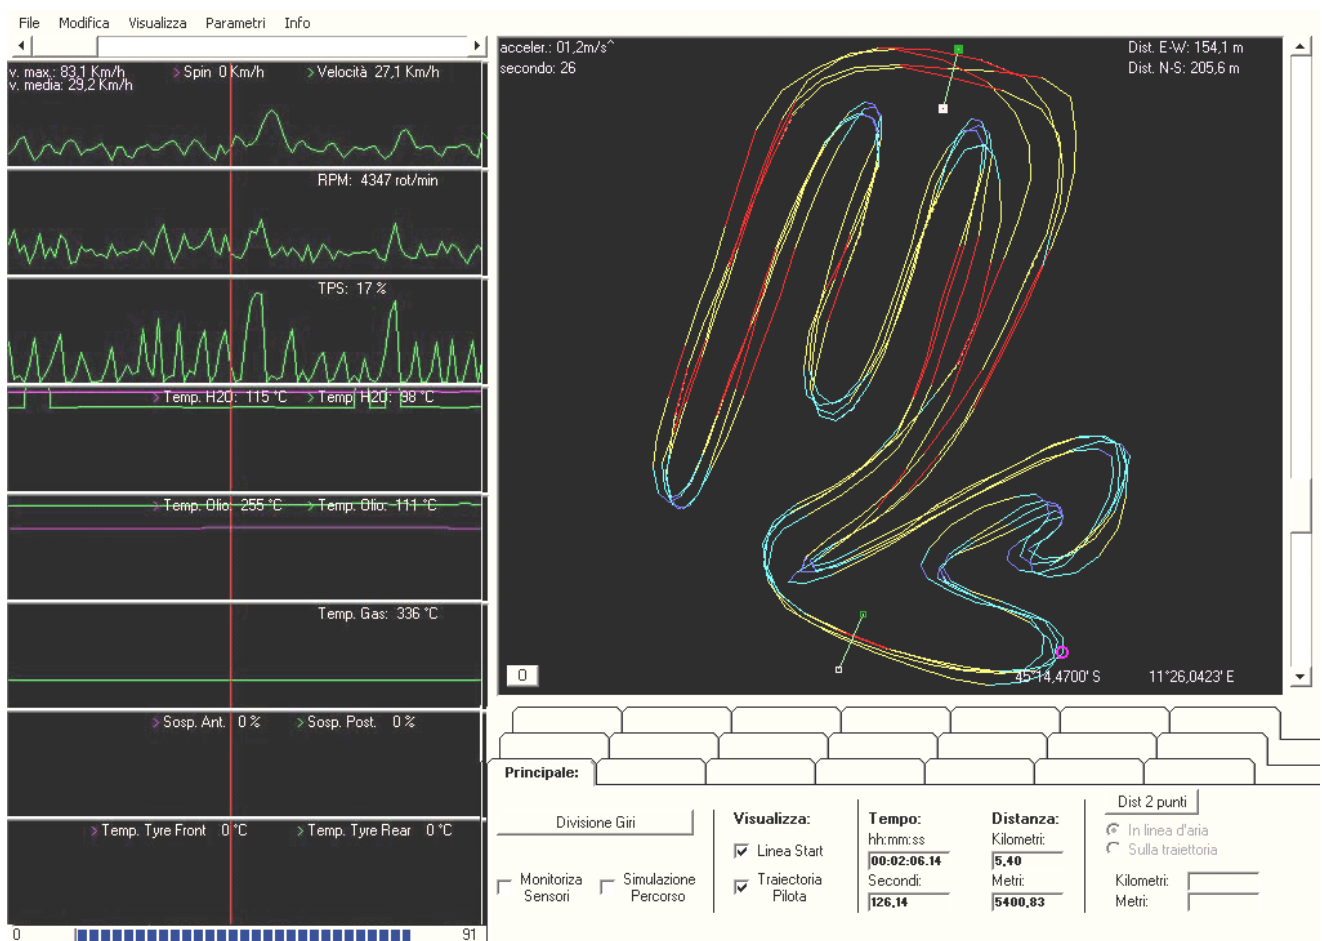 File Modifica Visualizza Parametri Info
v. max.: 83,1 Km/h > Spin 0 Km/h > Velocità 27,1 Km/h
v. media: 29,2 Km/h
RPM: 4347 rot/min
TPS: 17 %
> Temp. H2O: 115 °C > Temp. H2O: 98 °C
> Temp. Olio: 255 °C > Temp. Olio: 111 °C
Temp. Gas: 336 °C
> Sosp. Ant. 0 % > Sosp. Post. 0 %
> Temp. Tyre Front 0 °C > Temp. Tyre Rear 0 °C
0 91
acceler.: 01,2m/s^ Dist. E-W: 154,1 m
secondo: 26 Dist. N-S: 205,6 m
0 45°14,4700' S 11°26,0423' E
Principale:
Divisione Giri
Monitoriza Sensori
Simulazione Percorso
Visualizza:
Linea Start
Traiectoria Pilota
Tempo:
hh:mm:ss
00:02:06.14
Secondi:
126,14
Distanza:
Kilometri:
5,40
Metri:
5400,83
Dist 2 punti
In linea d'aria
Sulla traiettoria
Kilometri:
Metri: